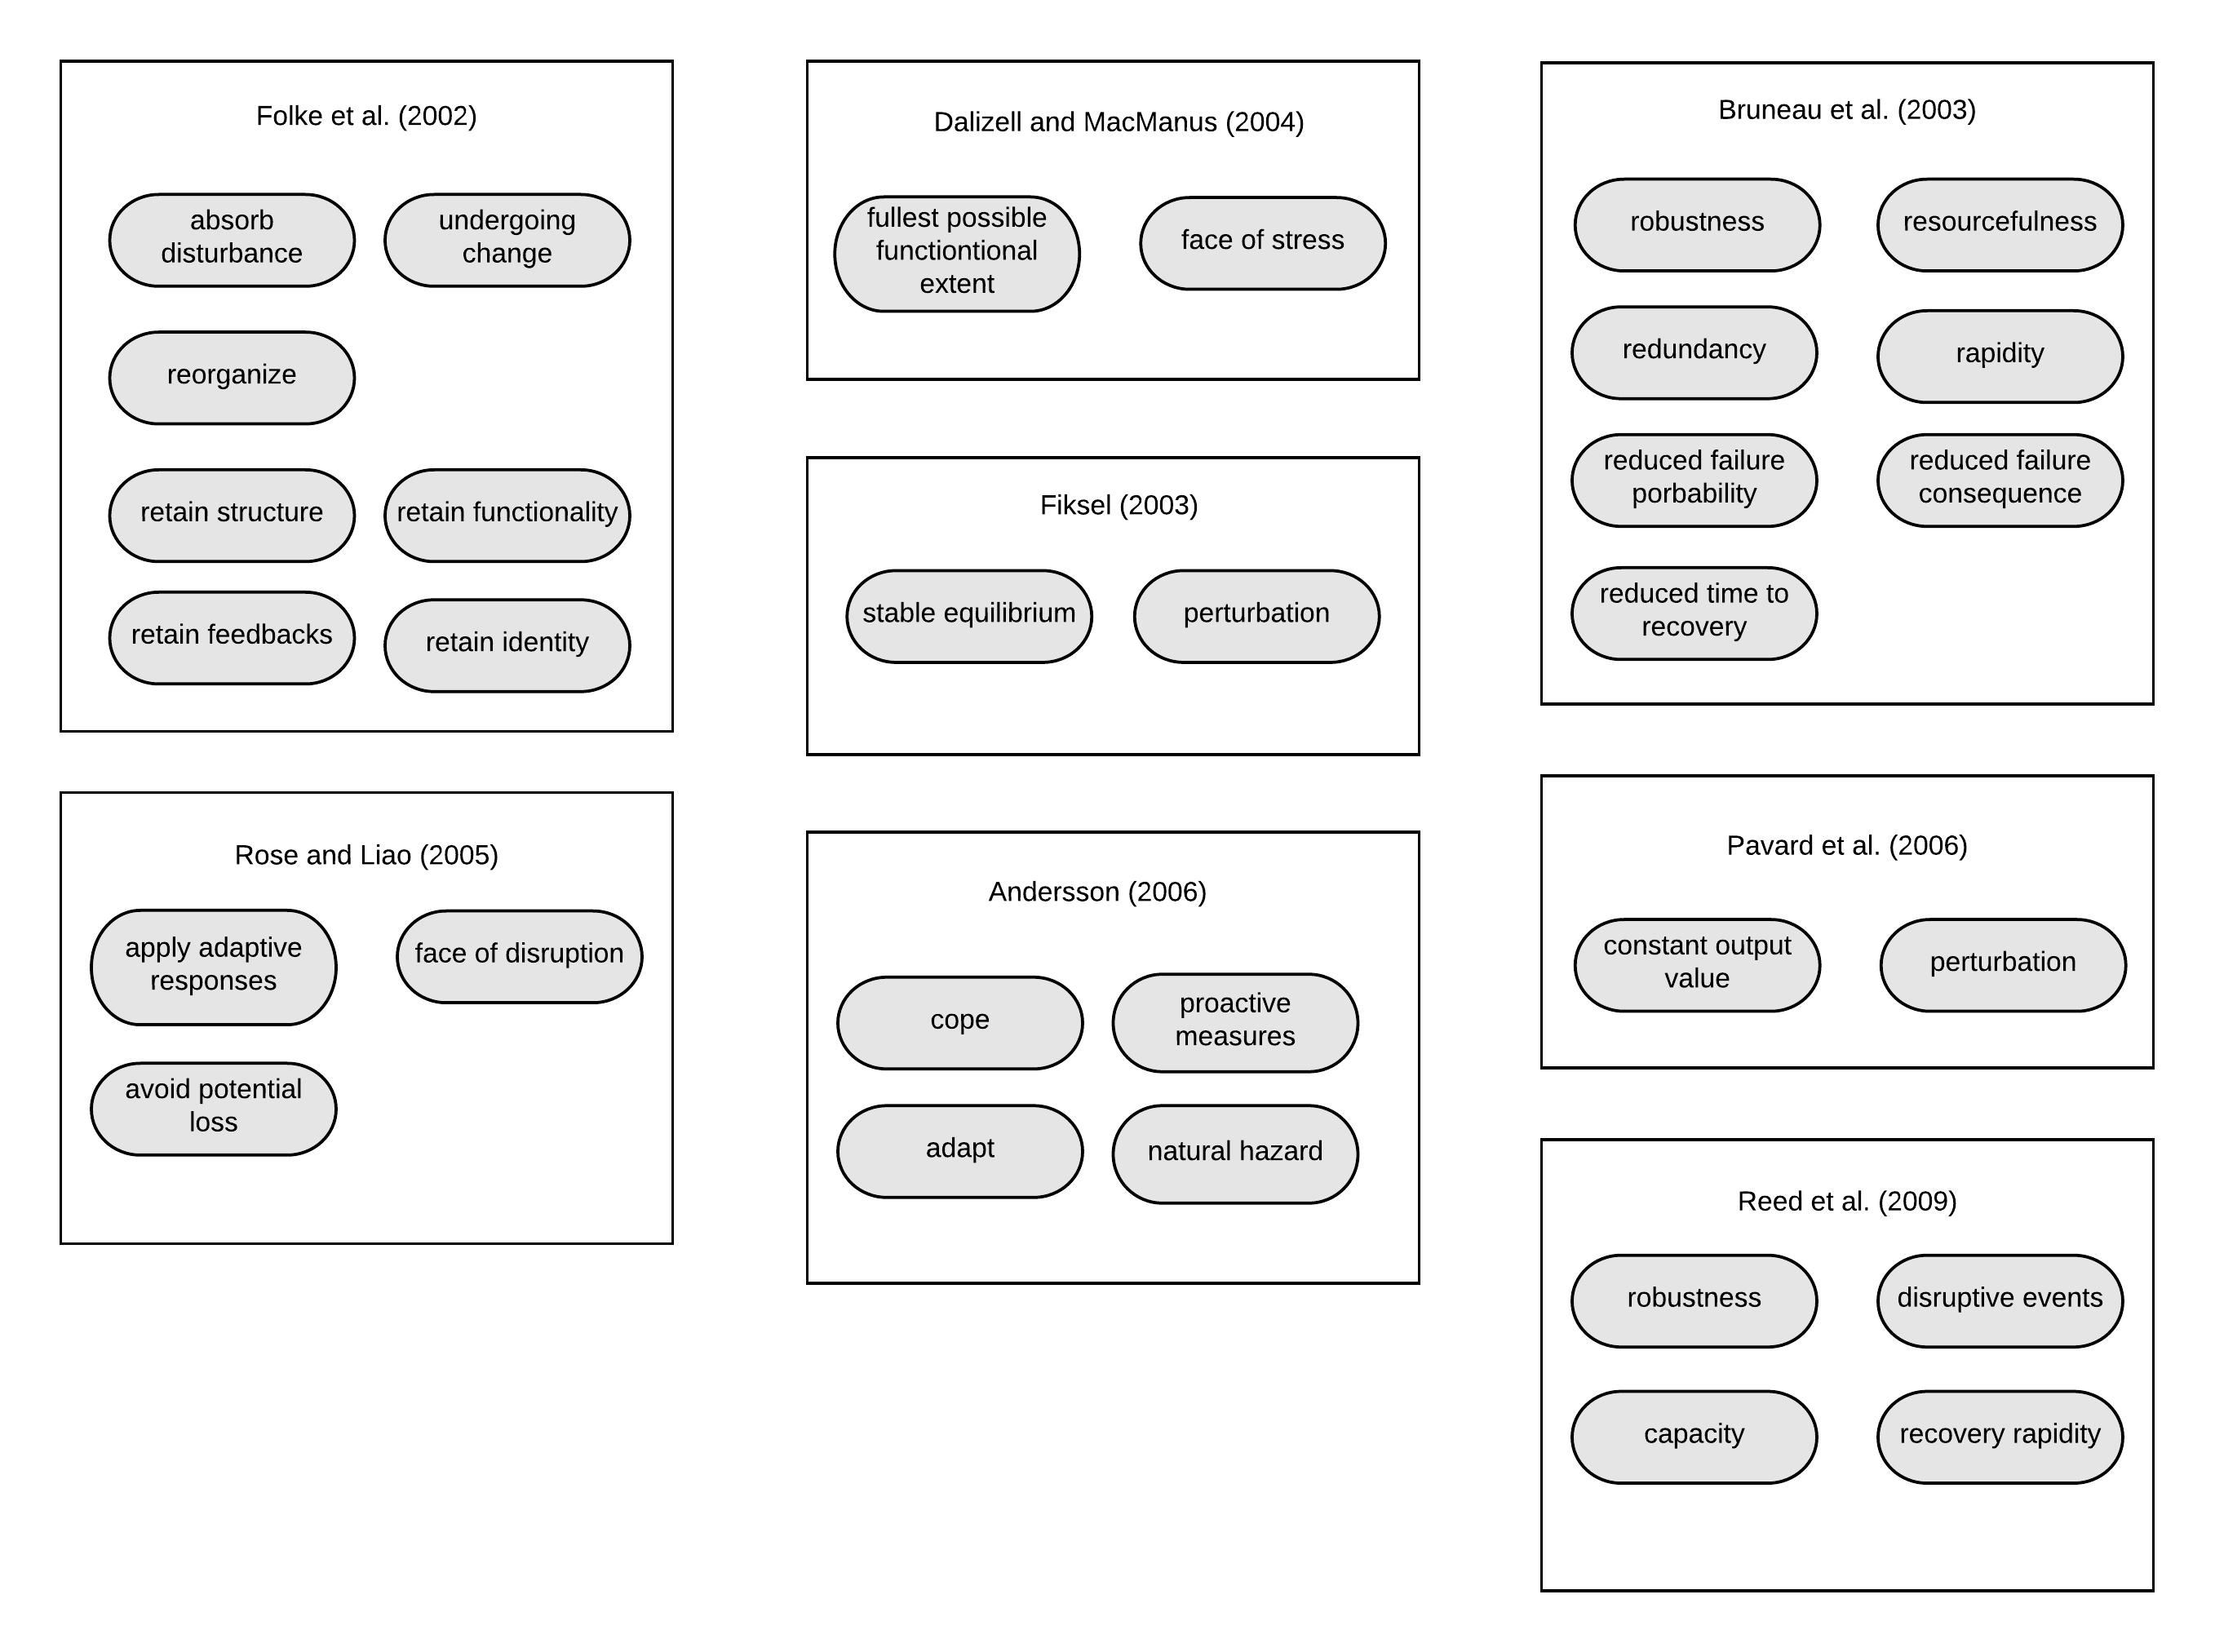 Folke et al. (2002)
absorb
disturbance
undergoing
change
reorganize
retain structure
retain functionality
retain feedbacks
retain identity
Rose and Liao (2005)
apply adaptive
responses
face of disruption
avoid potential
loss
Dalizell and MacManus (2004)
fullest possible
functiontional
extent
face of stress
Fiksel (2003)
stable equilibrium
perturbation
Andersson (2006)
cope
proactive
measures
adapt
natural hazard
Bruneau et al. (2003)
robustness
resourcefulness
redundancy
rapidity
reduced failure
porbability
reduced failure
consequence
reduced time to
recovery
Pavard et al. (2006)
constant output
value
perturbation
Reed et al. (2009)
robustness
disruptive events
capacity
recovery rapidity